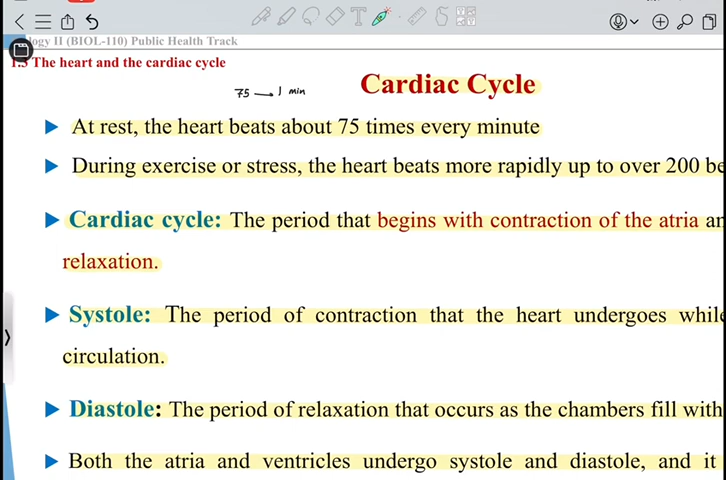 logy II (BIOL-110) Public Health Track
1.3 The heart and the cardiac cycle
75 → 1 min
Cardiac Cycle
At rest, the heart beats about 75 times every minute
During exercise or stress, the heart beats more rapidly up to over 200 be
Cardiac cycle: The period that begins with contraction of the atria an
relaxation.
Systole: The period of contraction that the heart undergoes while
circulation.
Diastole: The period of relaxation that occurs as the chambers fill with
Both the atria and ventricles undergo systole and diastole, and it